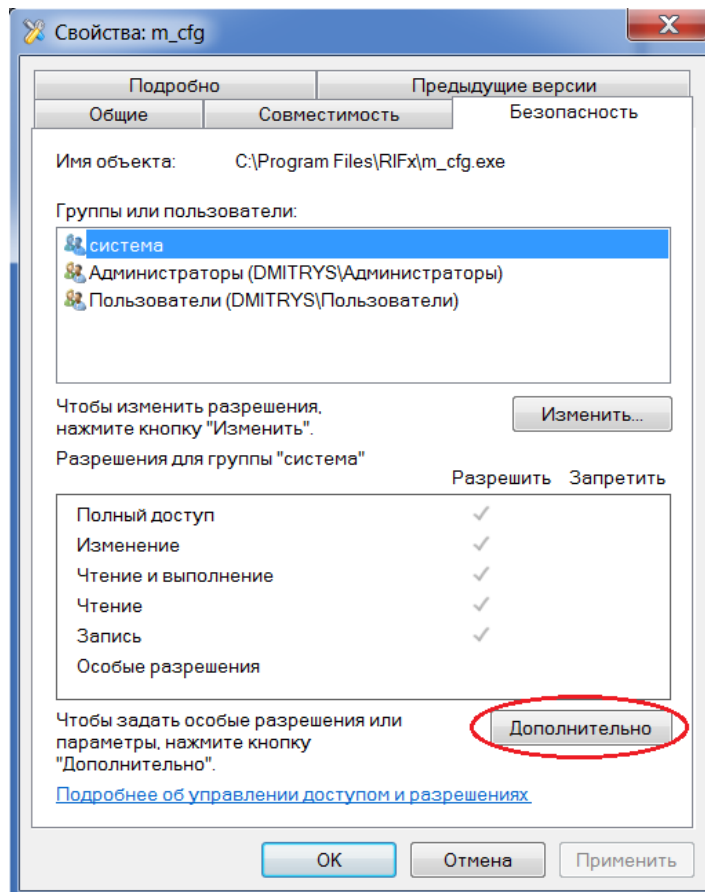 Свойства: m_cfg
Подробно Предыдущие версии
Общие Совместимость Безопасность
Имя объекта: C:\Program Files\RIFx\m_cfg.exe
Группы или пользователи:
система
Администраторы (DMITRYS\Администраторы)
Пользователи (DMITRYS\Пользователи)
Чтобы изменить разрешения,
нажмите кнопку "Изменить".
Изменить...
Разрешения для группы "система"
Разрешить Запретить
Полный доступ
Изменение
Чтение и выполнение
Чтение
Запись
Особые разрешения
Чтобы задать особые разрешения или
параметры, нажмите кнопку
"Дополнительно".
Дополнительно
Подробнее об управлении доступом и разрешениях
OK Отмена Применить